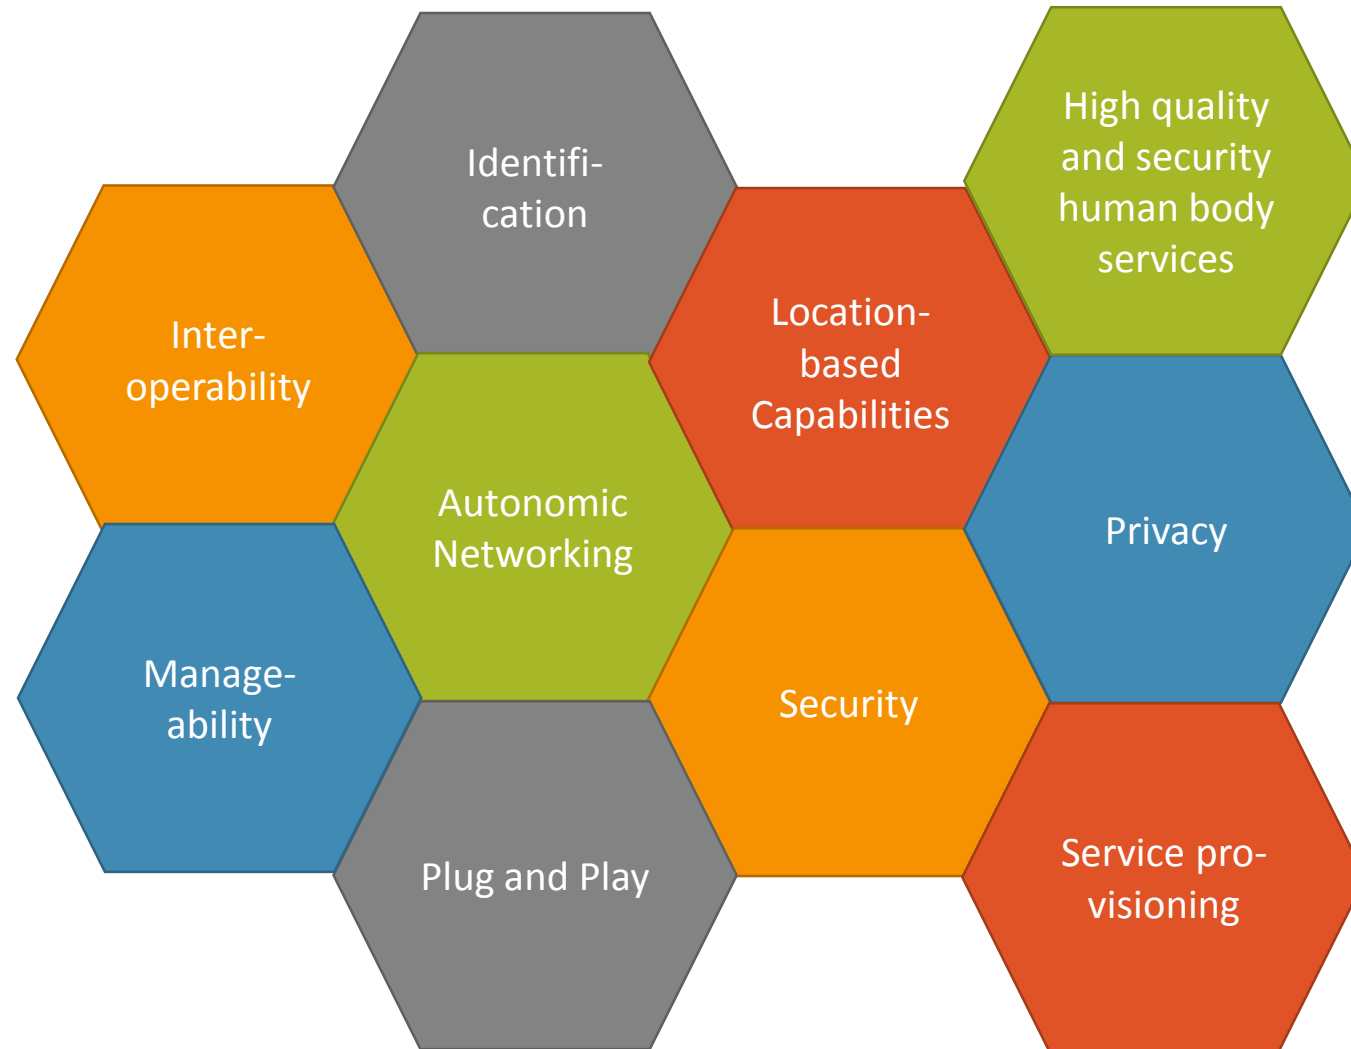 Identifi-
cation
High quality
and security
human body
services
Inter-
operability
Location-
based
Capabilities
Autonomic
Networking
Privacy
Manage-
ability
Security
Plug and Play
Service pro-
visioning